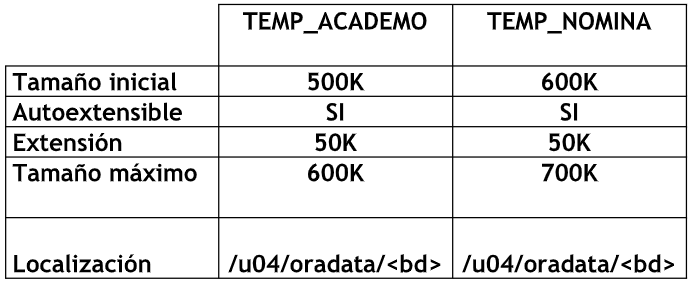 TEMP_ACADEMO TEMP_NOMINA
Tamaño inicial 500K 600K
Autoextensible SI SI
Extensión 50K 50K
Tamaño máximo 600K 700K
Localización /u04/oradata/<bd> /u04/oradata/<bd>